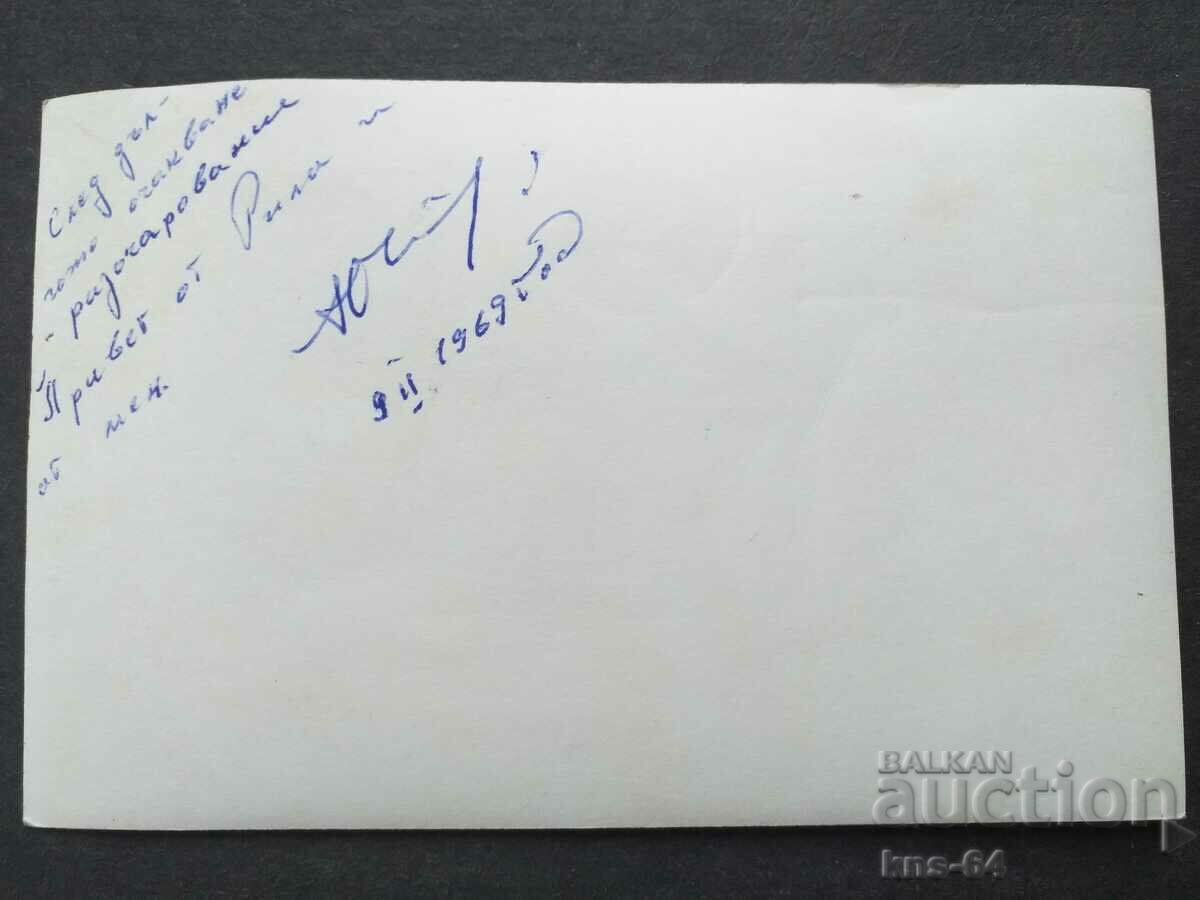 След дъл-
гото очакване
- разочарование
Привет от Рила и
от мен.
9 II 1969 год
BALKAN
auction
kns-64